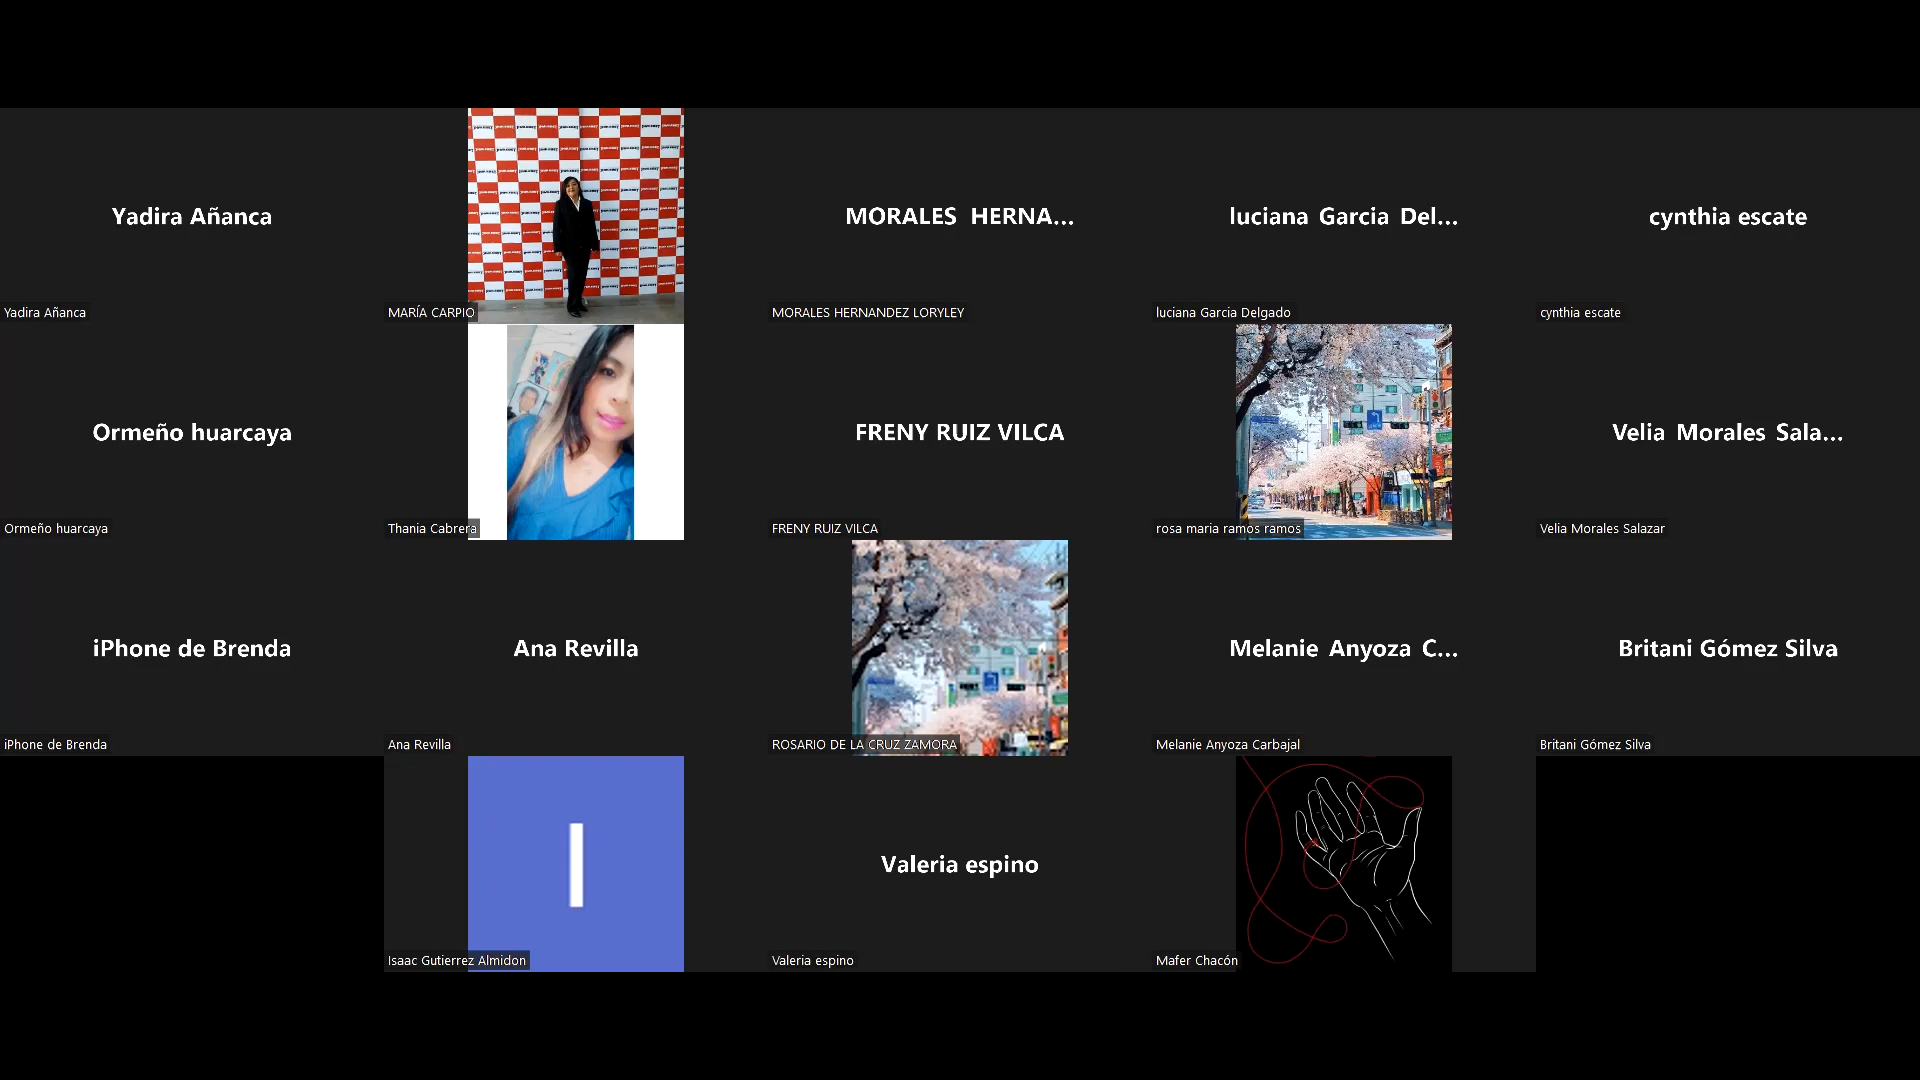 Yadira Añanca
MORALES HERNA...
luciana Garcia Del...
cynthia escate
Yadira Añanca
MARÍA CARPIO
MORALES HERNANDEZ LORYLEY
luciana Garcia Delgado
cynthia escate
Ormeño huarcaya
FRENY RUIZ VILCA
Velia Morales Sala...
Ormeño huarcaya
Thania Cabrera
FRENY RUIZ VILCA
rosa maria ramos ramos
Velia Morales Salazar
iPhone de Brenda
Ana Revilla
Melanie Anyoza C...
Britani Gómez Silva
iPhone de Brenda
Ana Revilla
ROSARIO DE LA CRUZ ZAMORA
Melanie Anyoza Carbajal
Britani Gómez Silva
I
Valeria espino
Isaac Gutierrez Almidon
Valeria espino
Mafer Chacón